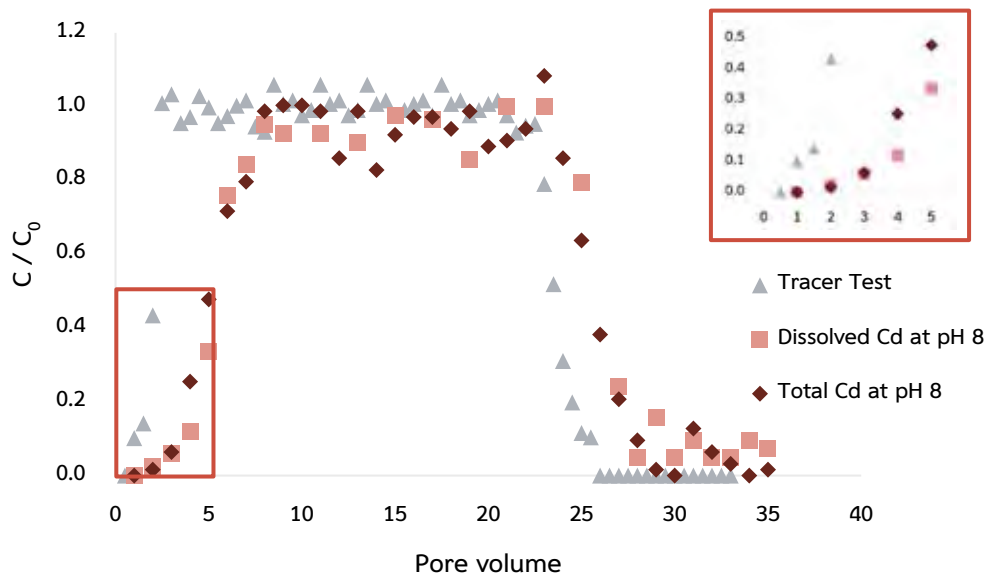 1.2
1.0
0.8
0.6
0.4
0.2
0.0
C / C0
0 5 10 15 20 25 30 35 40
Pore volume
0.5
0.4
0.3
0.2
0.1
0.0
0 1 2 3 4 5
Tracer Test
Dissolved Cd at pH 8
Total Cd at pH 8